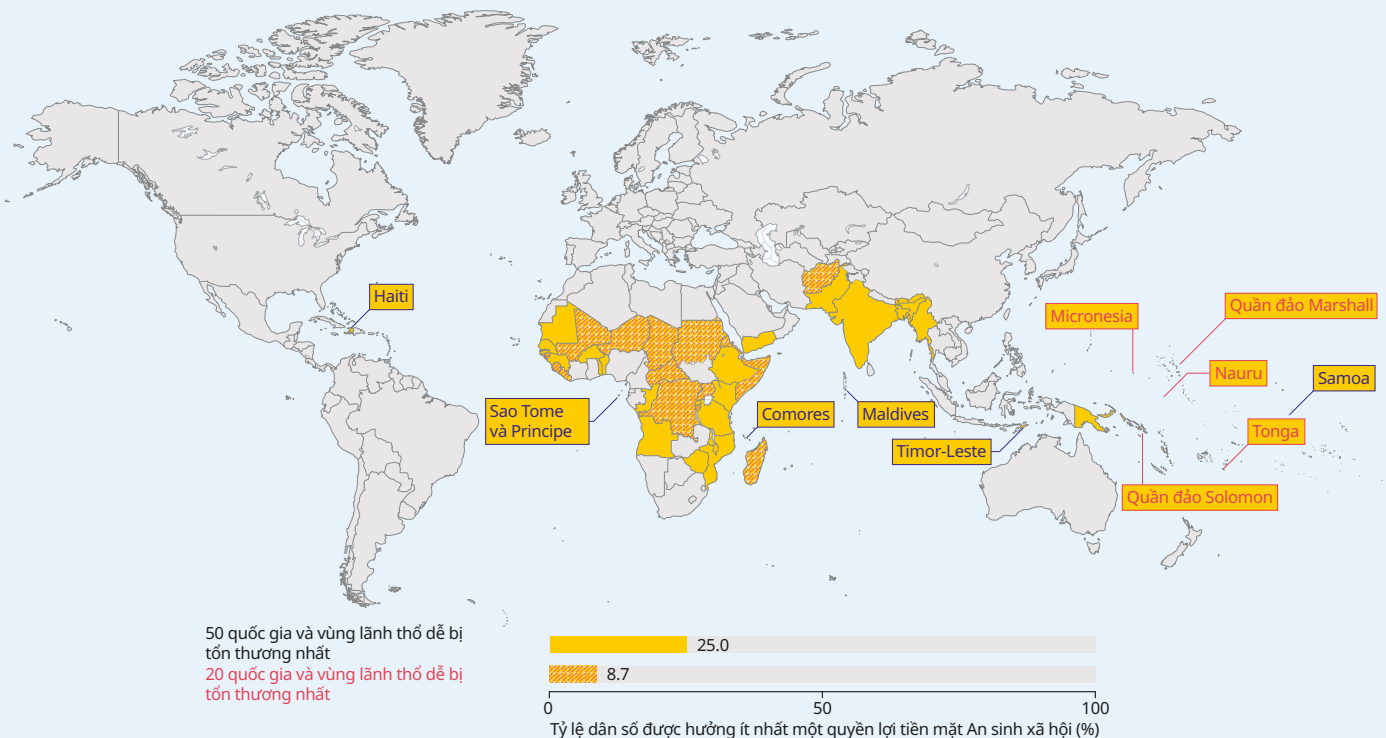 Haiti
Quần đảo Marshall
Micronesia
Nauru
Samoa
Sao Tome
và Principe
Comores
Maldives
Tonga
Timor-Leste
Quần đảo Solomon
50 quốc gia và vùng lãnh thổ dễ bị
tổn thương nhất
25.0
20 quốc gia và vùng lãnh thổ dễ bị
tổn thương nhất
8.7
0
50
100
Tỷ lệ dân số được hưởng ít nhất một quyền lợi tiền mặt An sinh xã hội (%)